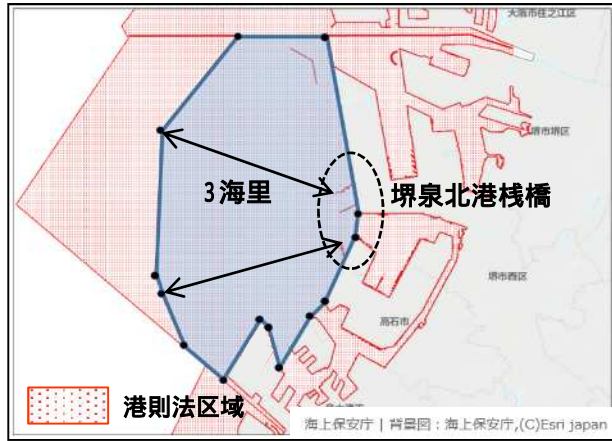 大阪市住之江区
堺市堺区
3海里
堺泉北港桟橋
堺市西区
高石市
港則法区域
海上保安庁 | 背景図：海上保安庁,(C)Esri japan